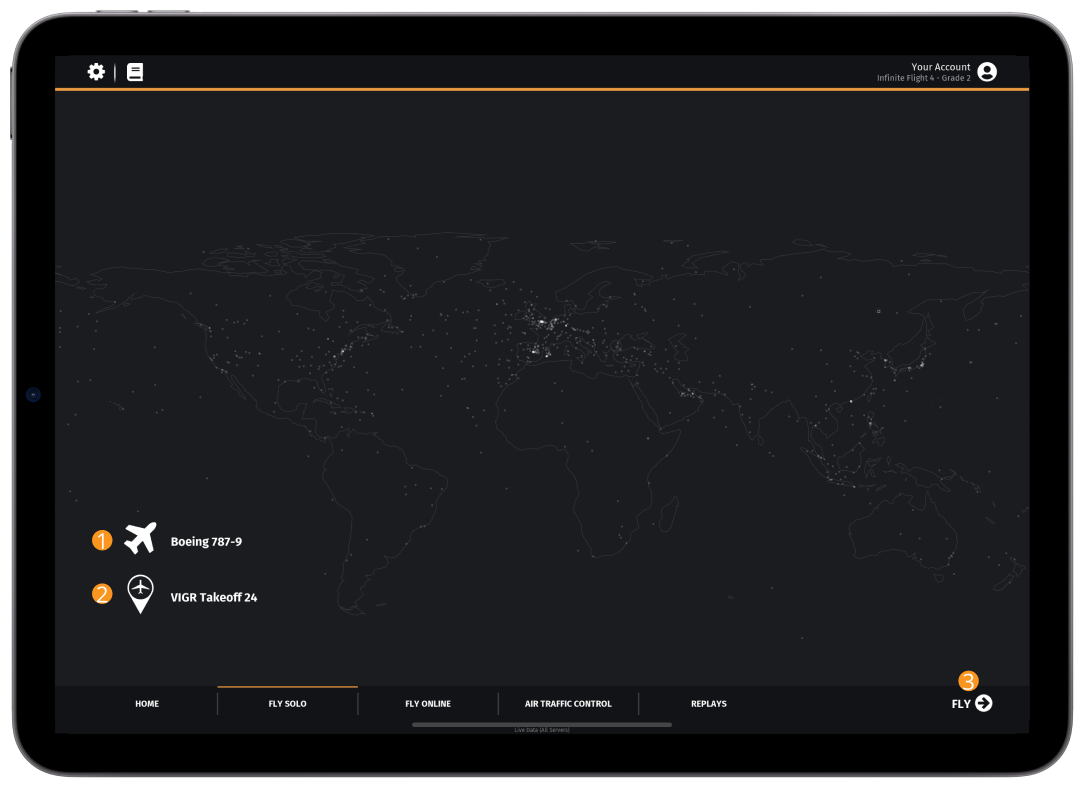 Your Account
Infinite Flight 4 - Grade 2
1 Boeing 787-9
2 VIGR Takeoff 24
3
HOME FLY SOLO FLY ONLINE AIR TRAFFIC CONTROL REPLAYS FLY
Live Data (All Servers)